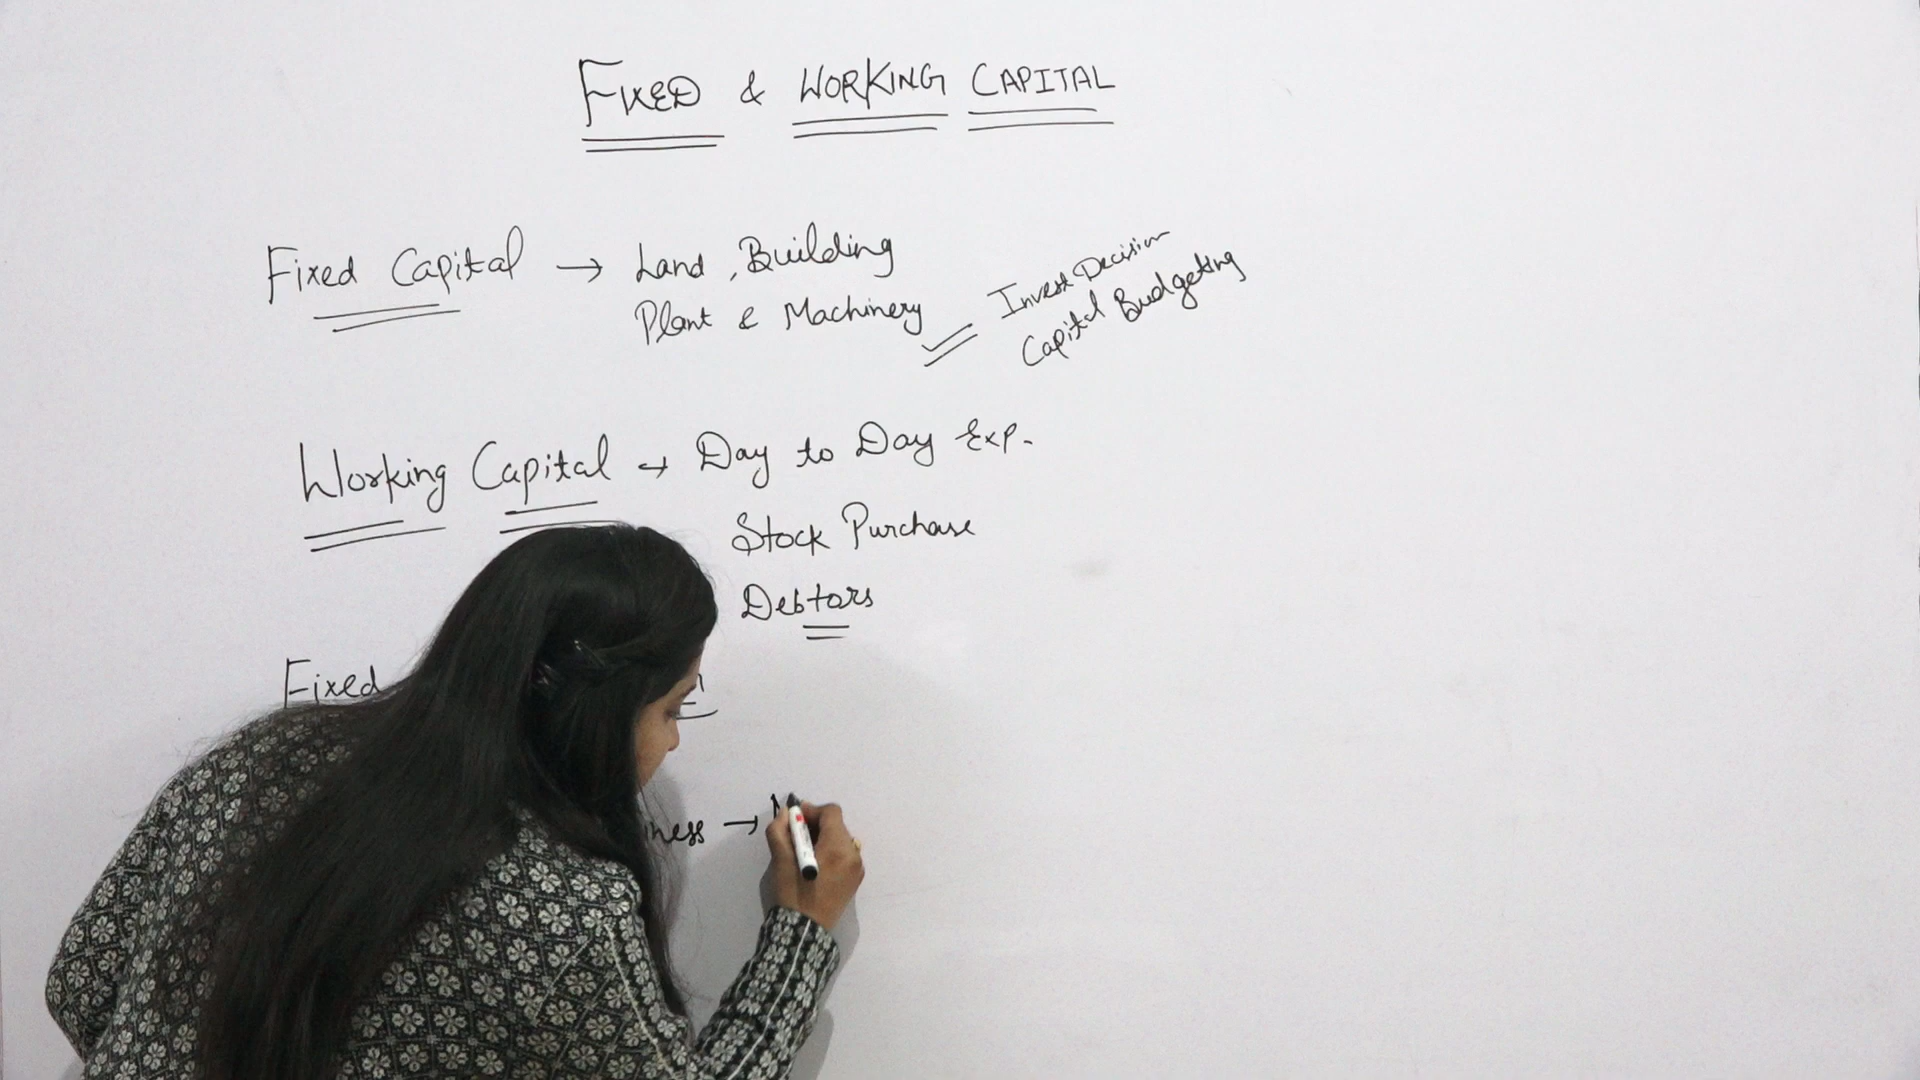 FIXED & WORKING CAPITAL
Fixed Capital → Land, Building
Plant & Machinery
Invest Decision
Capital Budgeting
Working Capital → Day to Day Exp.
Stock Purchase
Debtors
Fixed